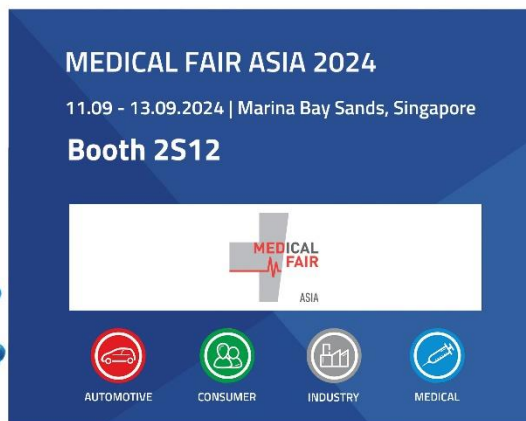 MEDICAL FAIR ASIA 2024
11.09 - 13.09.2024 | Marina Bay Sands, Singapore
Booth 2S12
MEDICAL
FAIR
ASIA
AUTOMOTIVE CONSUMER INDUSTRY MEDICAL